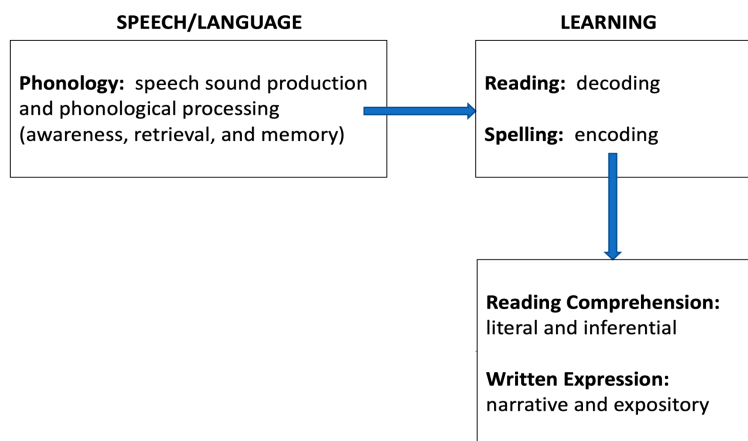 SPEECH/LANGUAGE
Phonology: speech sound production
and phonological processing
(awareness, retrieval, and memory)
LEARNING
Reading: decoding
Spelling: encoding
Reading Comprehension:
literal and inferential
Written Expression:
narrative and expository